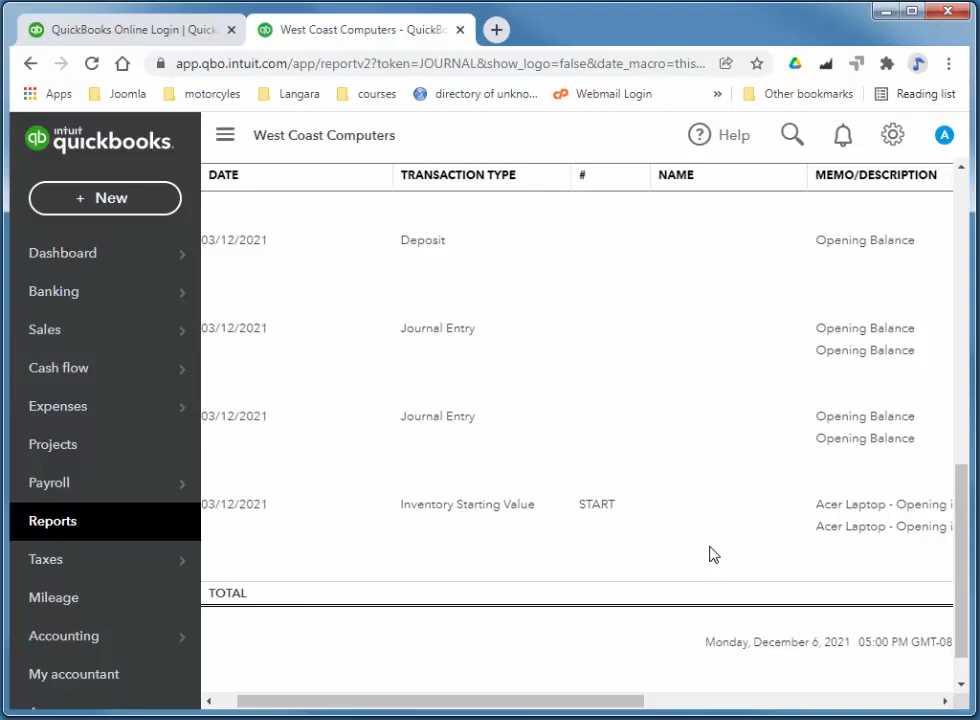 QuickBooks Online Login | Quick
West Coast Computers - QuickBo
app.qbo.intuit.com/app/reportv2?token=JOURNAL&show_logo=false&date_macro=this...
Apps
Joomla
motorcyles
Langara
courses
directory of unkno...
Webmail Login
»
Other bookmarks
Reading list
intuit
quickbooks.
West Coast Computers
Help
A
+ New
Dashboard
Banking
Sales
Cash flow
Expenses
Projects
Payroll
Reports
Taxes
Mileage
Accounting
My accountant
DATE TRANSACTION TYPE # NAME MEMO/DESCRIPTION
03/12/2021 Deposit Opening Balance
03/12/2021 Journal Entry Opening Balance
Opening Balance
03/12/2021 Journal Entry Opening Balance
Opening Balance
03/12/2021 Inventory Starting Value START Acer Laptop - Opening i
Acer Laptop - Opening i
TOTAL
Monday, December 6, 2021 05:00 PM GMT-08